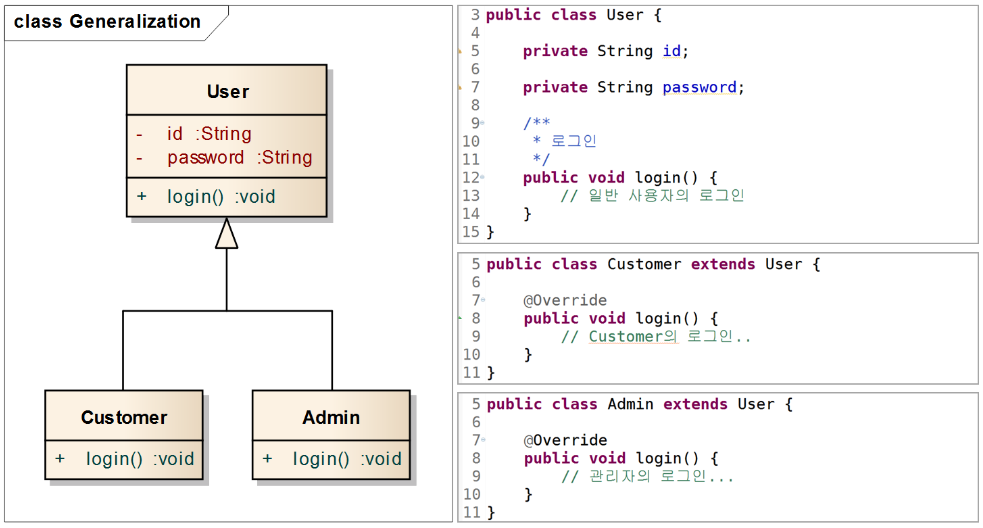 class Generalization
User
- id :String
- password :String
+ login() :void
Customer
+ login() :void
Admin
+ login() :void
3 public class User {
4
5 private String id;
6
7 private String password;
8
9 /**
10 * 로그인
11 */
12 public void login() {
13 // 일반 사용자의 로그인
14 }
15 }
5 public class Customer extends User {
6
7 @Override
8 public void login() {
9 // Customer의 로그인..
10 }
11 }
5 public class Admin extends User {
6
7 @Override
8 public void login() {
9 // 관리자의 로그인...
10 }
11 }